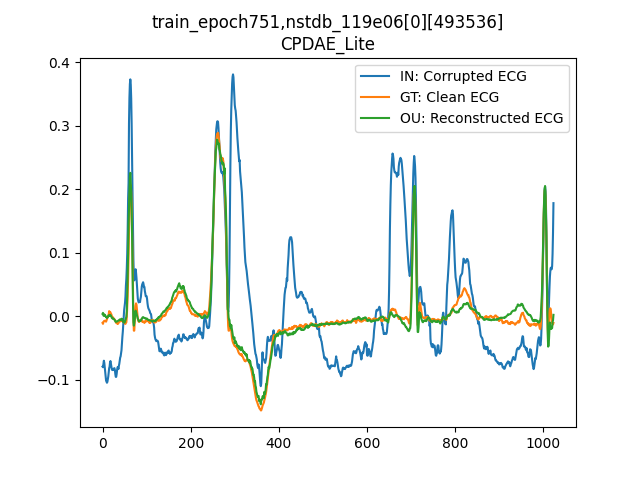 train_epoch751,nstdb_119e06[0][493536]
CPDAE_Lite
IN: Corrupted ECG
GT: Clean ECG
OU: Reconstructed ECG
0.4
0.3
0.2
0.1
0.0
−0.1
0 200 400 600 800 1000